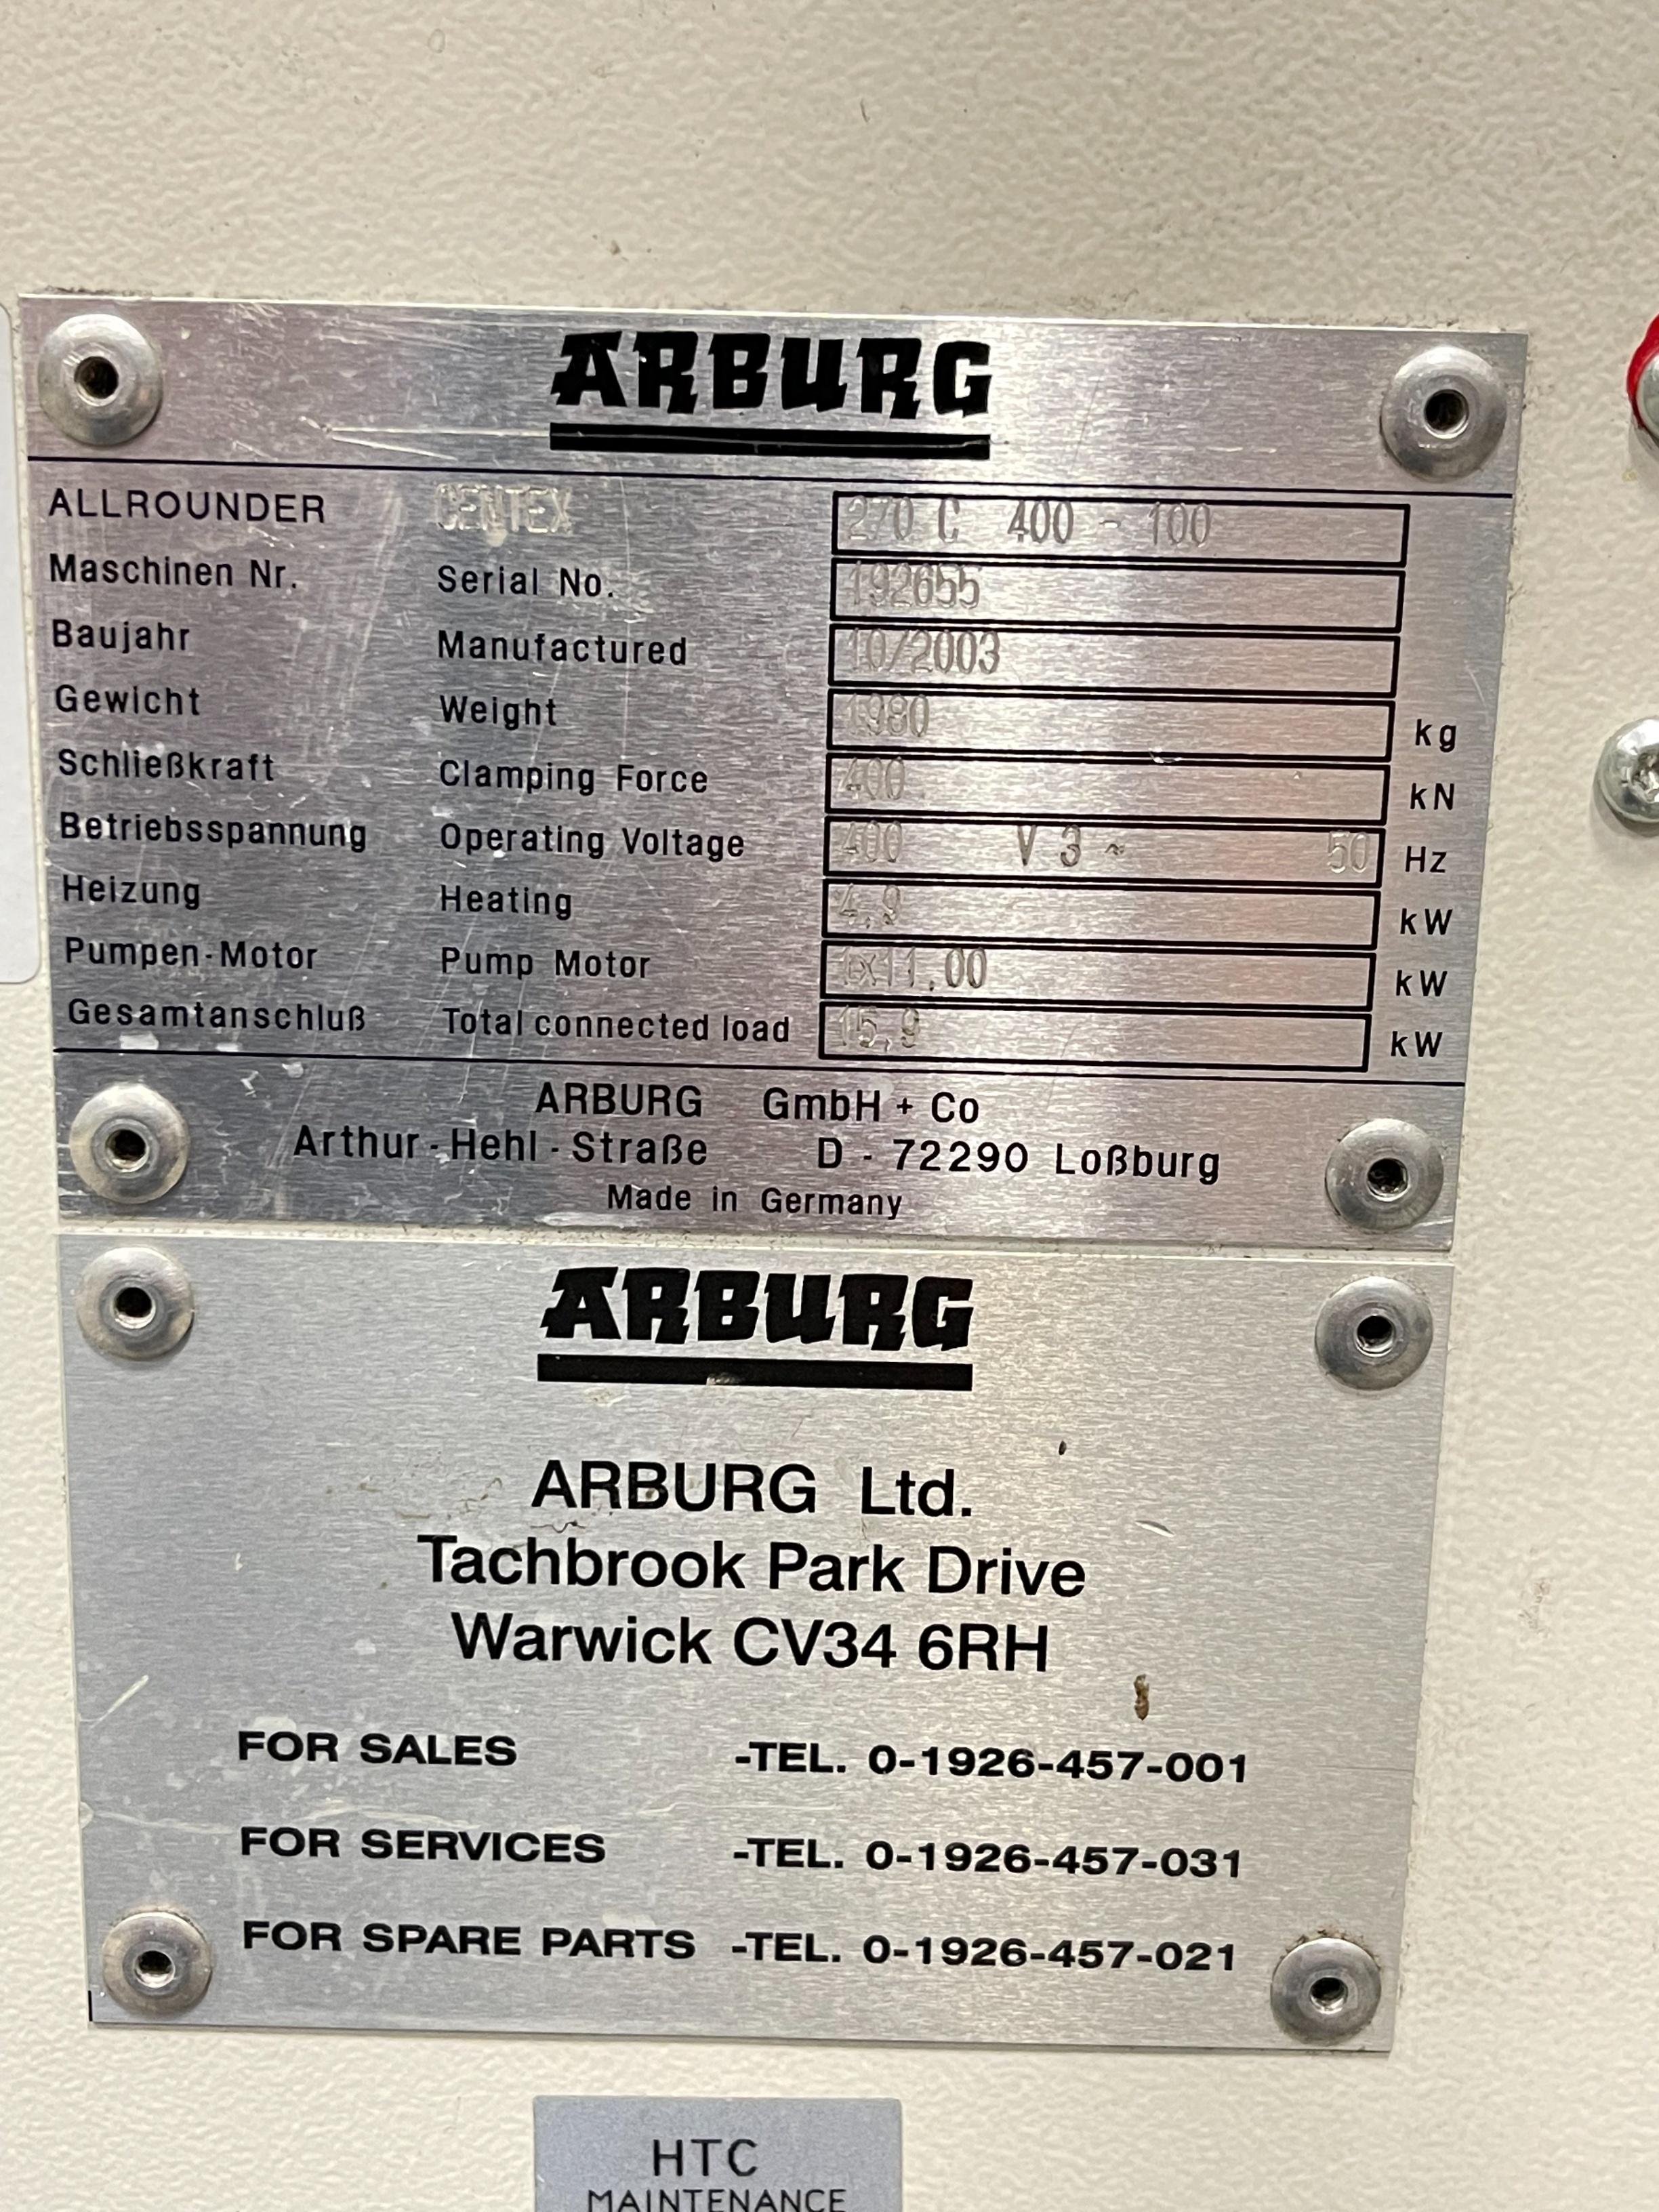 ARBURG
ALLROUNDER CENTEX 270 C 400 - 100
Maschinen Nr. Serial No. 192655
Baujahr Manufactured 10/2003
Gewicht Weight 1980 kg
Schließkraft Clamping Force 400 kN
Betriebsspannung Operating Voltage 400 V 3 ~ 50 Hz
Heizung Heating 4,9 kW
Pumpen-Motor Pump Motor 1x11.00 kW
Gesamtanschluß Total connected load 15,9 kW
ARBURG GmbH + Co
Arthur - Hehl - Straße D - 72290 Loßburg
Made in Germany
ARBURG
ARBURG Ltd.
Tachbrook Park Drive
Warwick CV34 6RH
FOR SALES -TEL. 0-1926-457-001
FOR SERVICES -TEL. 0-1926-457-031
FOR SPARE PARTS -TEL. 0-1926-457-021
HTC
MAINTENANCE